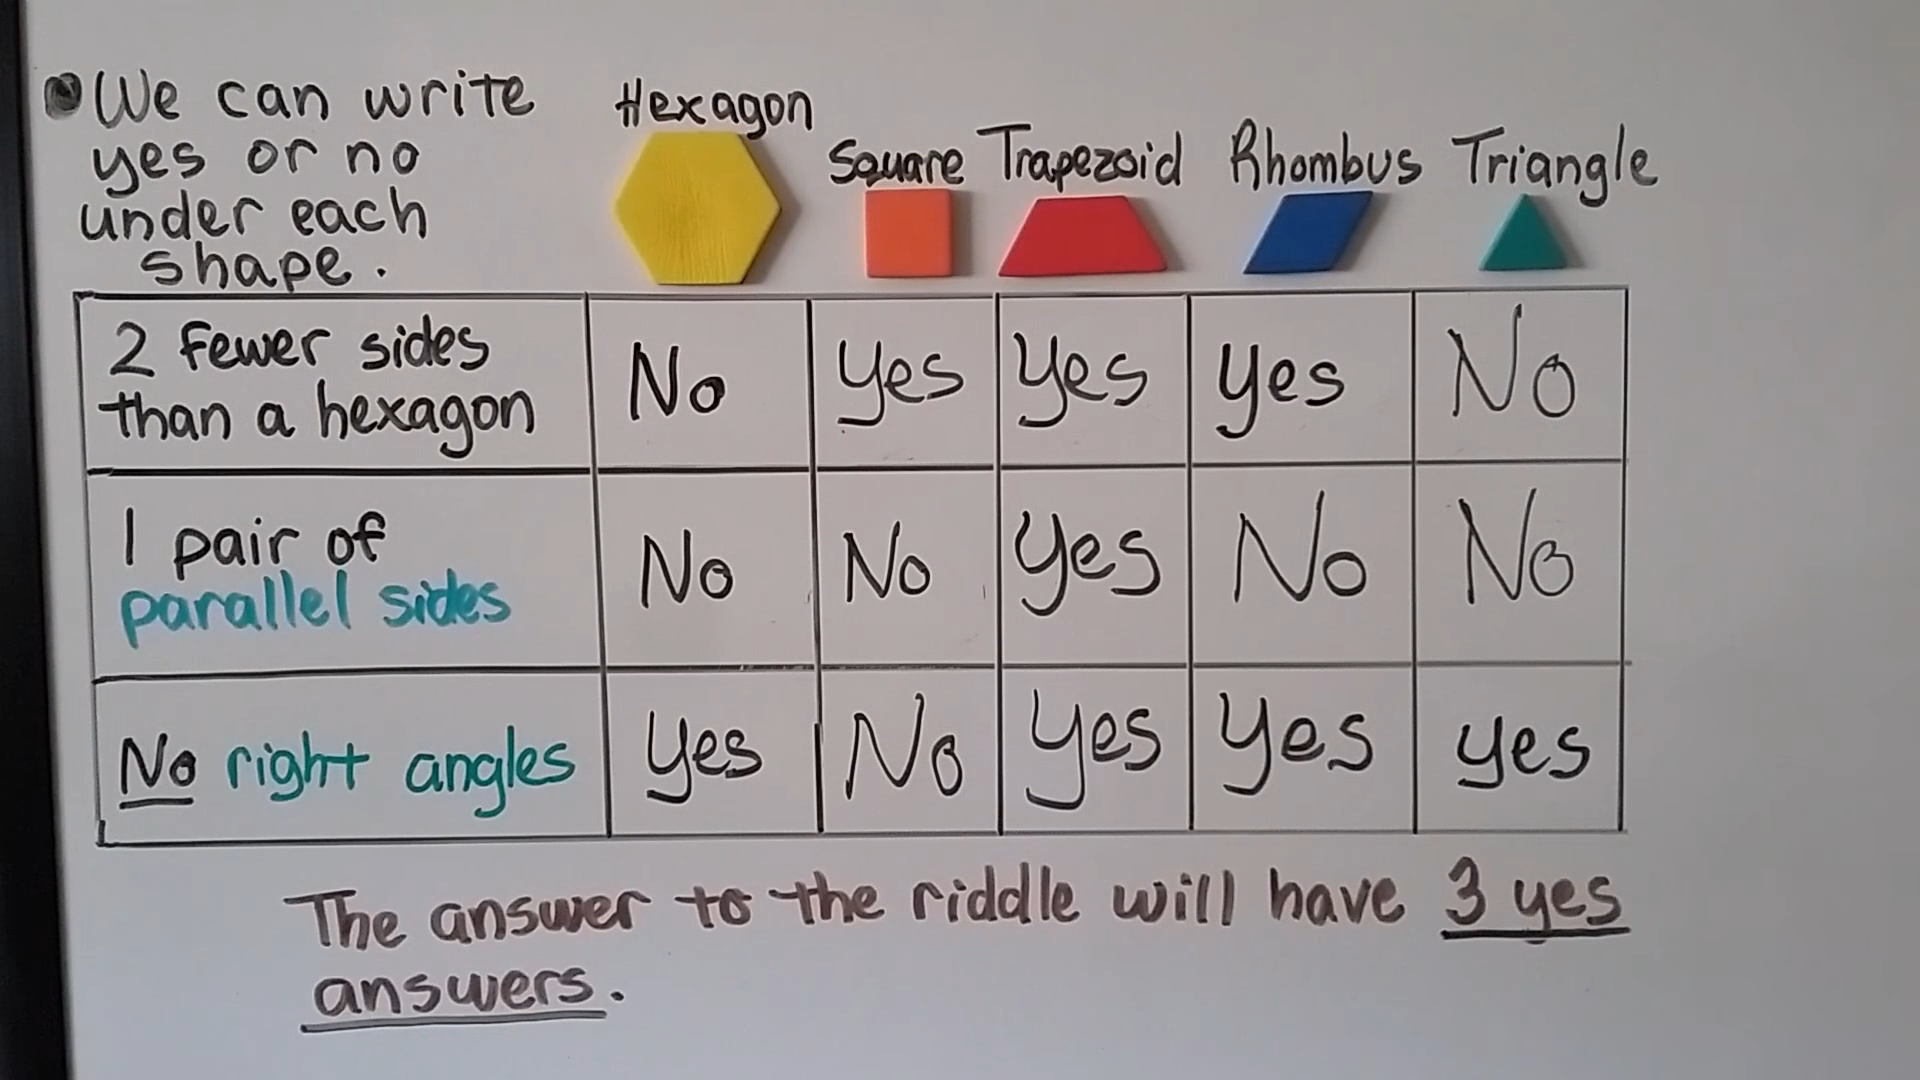 We can write
yes or no
under each
shape.
Hexagon
Square Trapezoid Rhombus Triangle
2 fewer sides
than a hexagon
No yes yes yes No
1 pair of
parallel sides
No No yes No No
No right angles
yes No yes yes yes
The answer to the riddle will have 3 yes
answers.